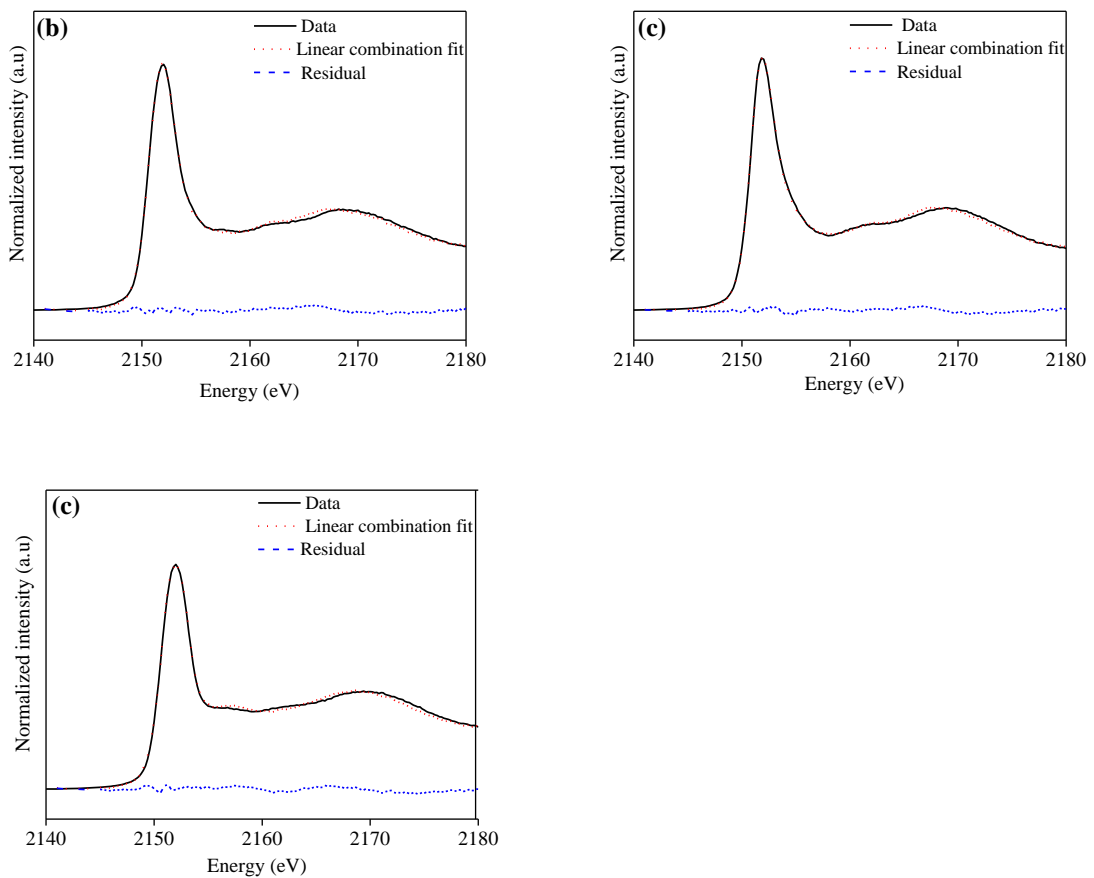 (b)
Data
Linear combination fit
Residual
Normalized intensity (a.u)
2140 2150 2160 2170 2180
Energy (eV)
(c)
Data
Linear combination fit
Residual
Normalized intensity (a.u)
2140 2150 2160 2170 2180
Energy (eV)
(c)
Data
Linear combination fit
Residual
Normalized intensity (a.u)
2140 2150 2160 2170 2180
Energy (eV)